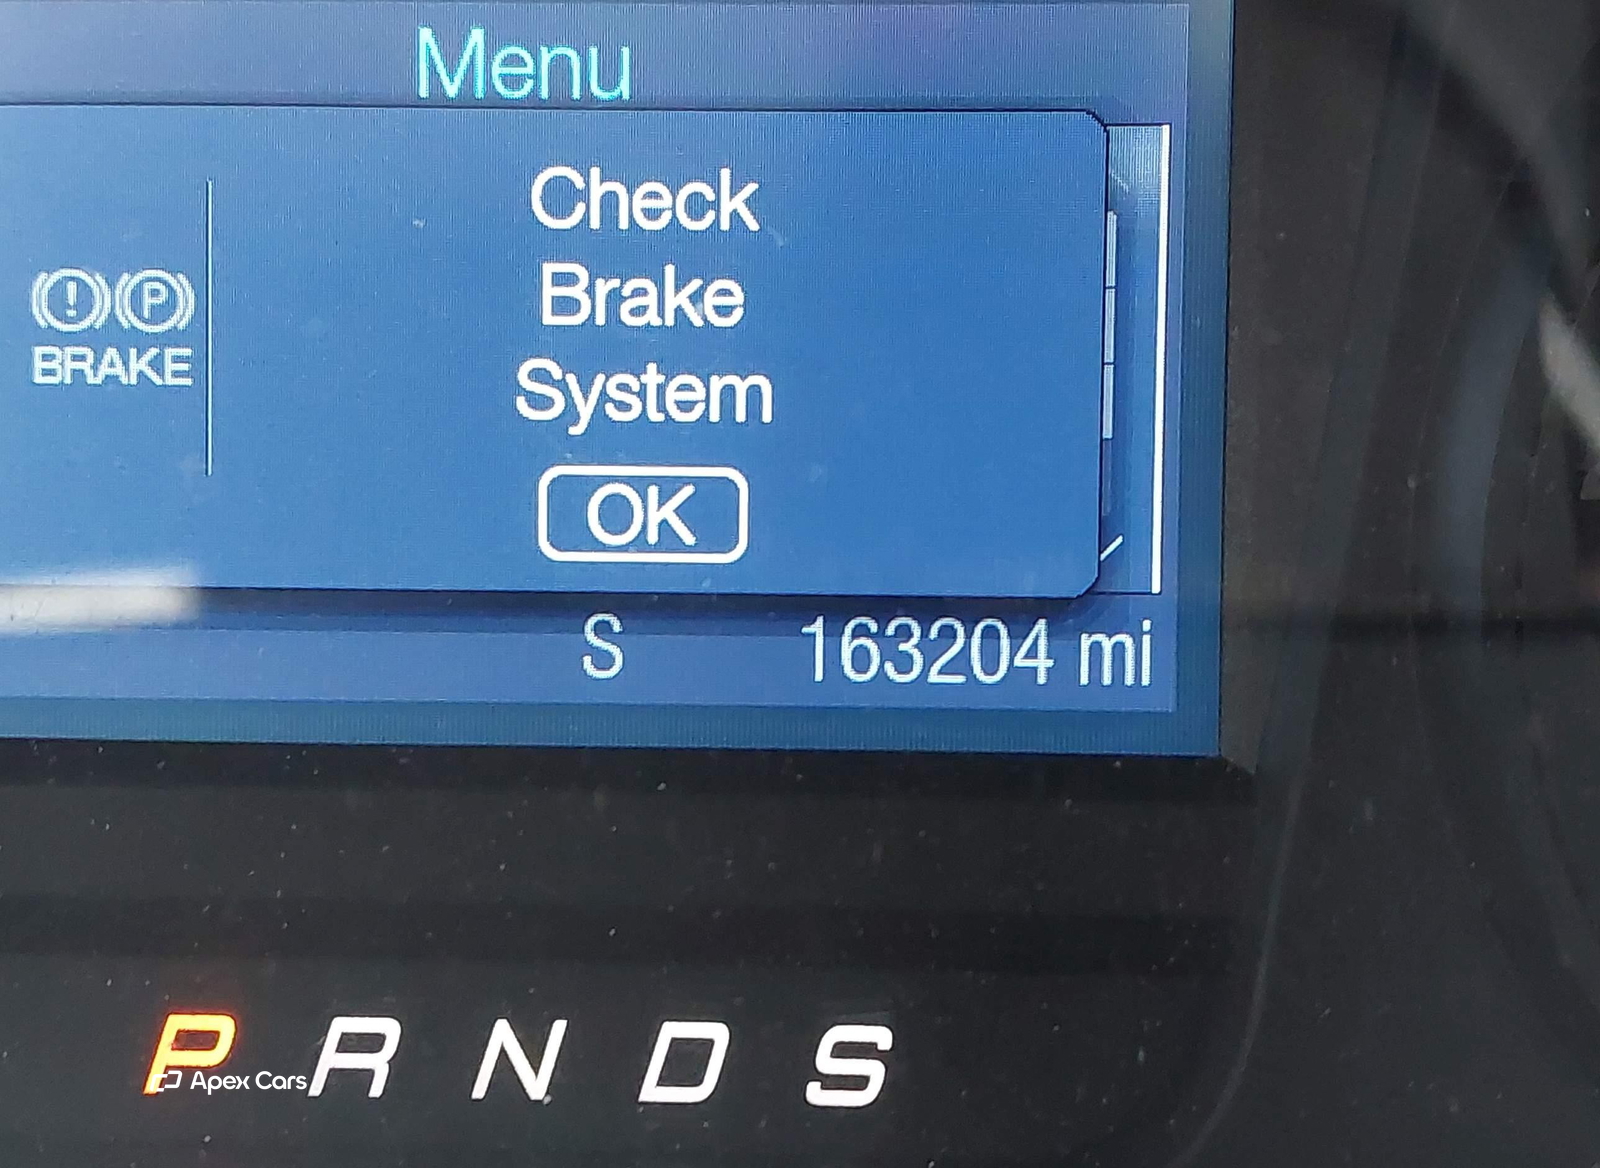 Menu
Check
Brake
System
! P
BRAKE
OK
S 163204 mi
P R N D S
Apex Cars